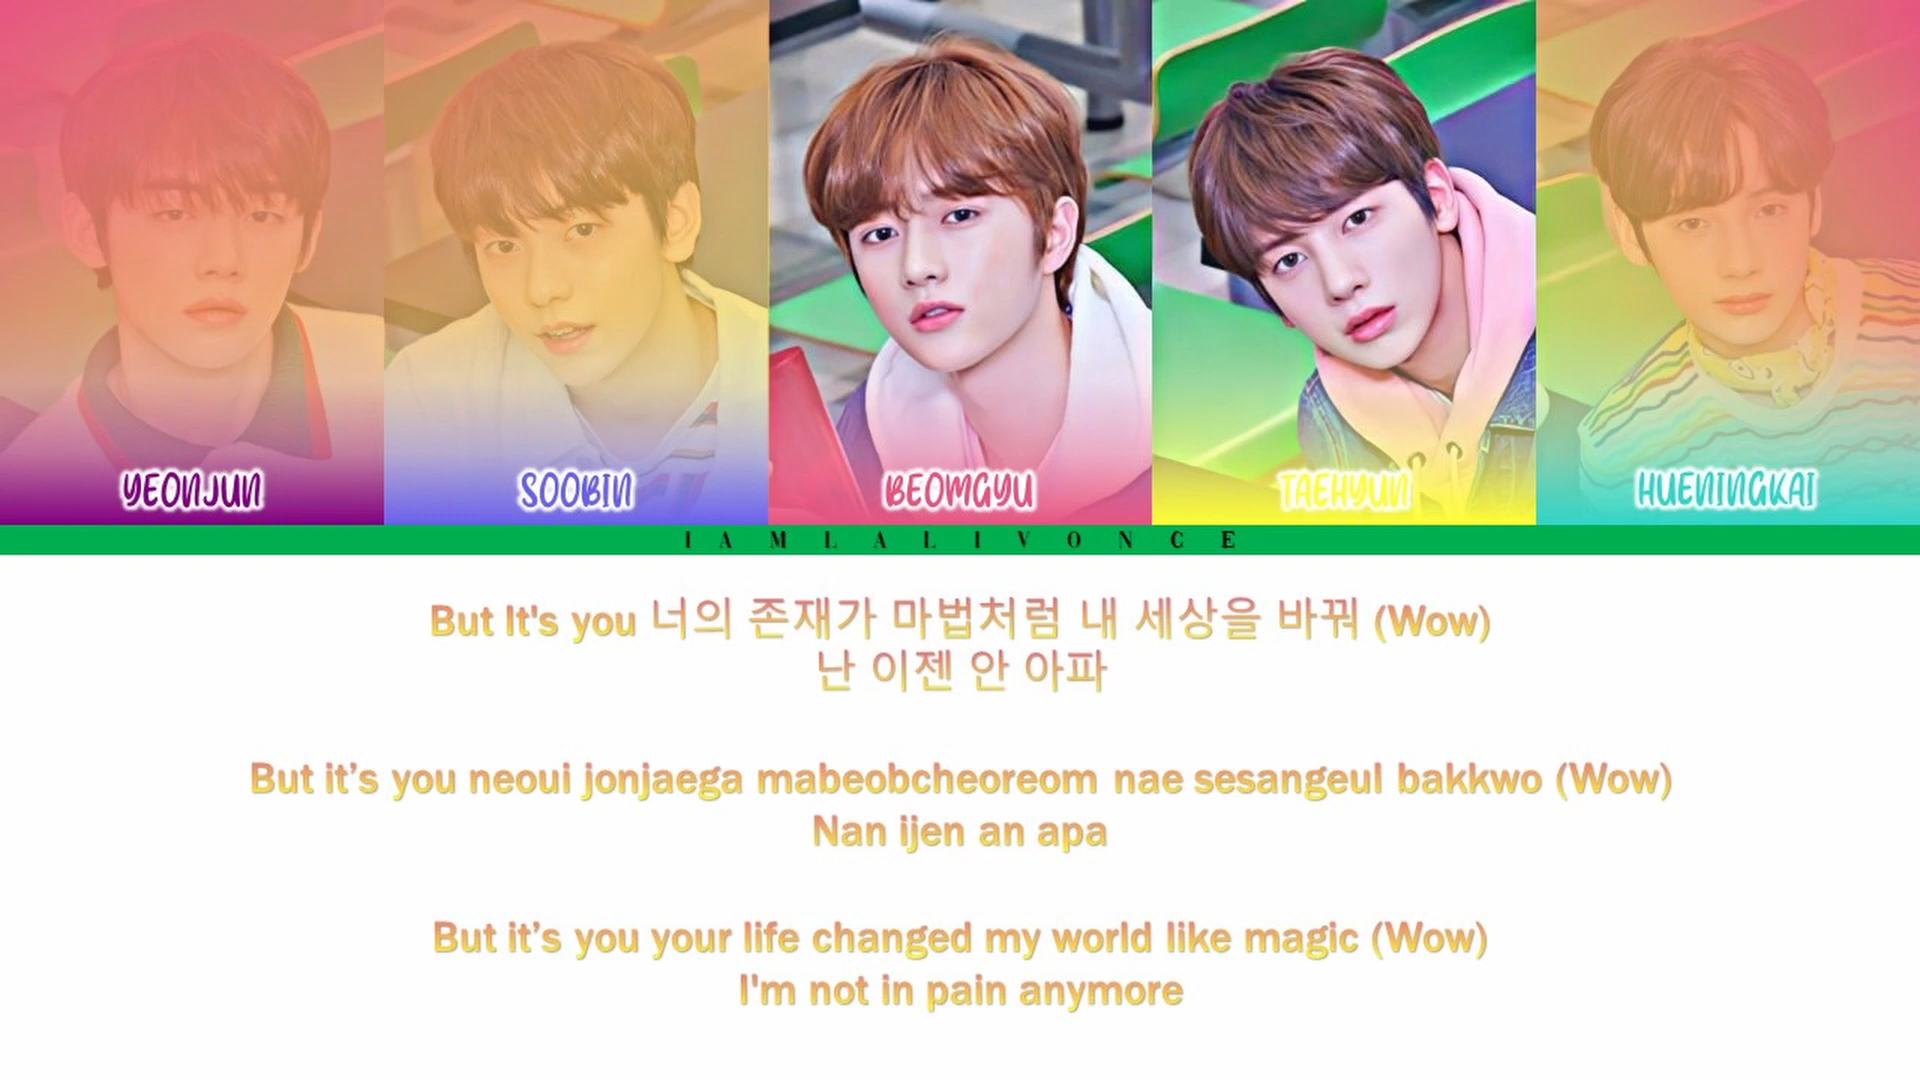 YEONJUN SOOBIN BEOMGYU TAEHYUN HUENINGKAI
IAMLALIVONCE
But It's you 너의 존재가 마법처럼 내 세상을 바꿔 (Wow)
난 이젠 안 아파
But it’s you neoui jonjaega mabeobcheoreom nae sesangeul bakkwo (Wow)
Nan ijen an apa
But it’s you your life changed my world like magic (Wow)
I'm not in pain anymore